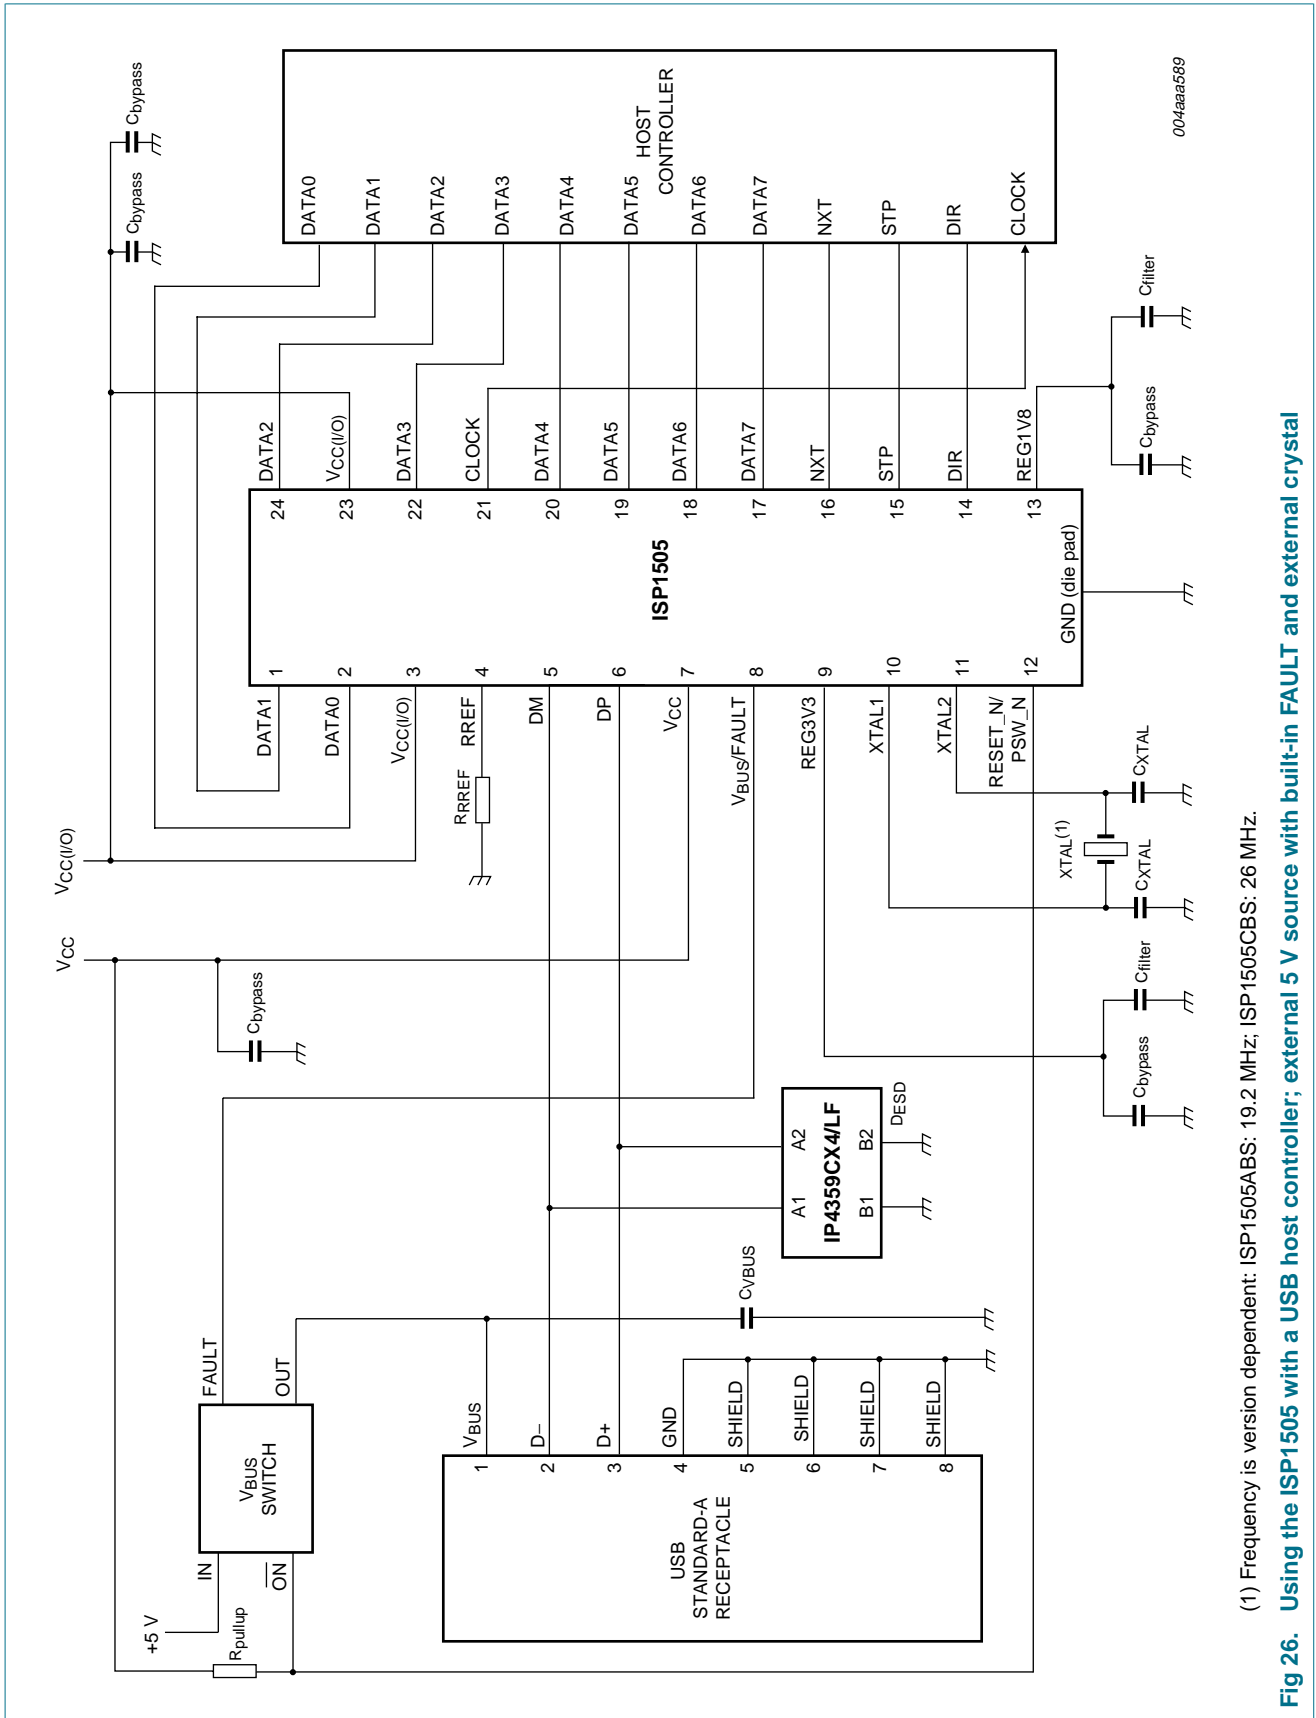 VCC
VCC(I/O)
+5 V
Rpullup
IN
ON
VBUS
SWITCH
FAULT
OUT
Cbypass
Cbypass
Cbypass
USB
STANDARD-A
RECEPTACLE
1
VBUS
2
D−
3
D+
4
GND
5
SHIELD
6
SHIELD
7
SHIELD
8
SHIELD
CVBUS
A1
A2
IP4359CX4/LF
B1
B2
DESD
RRREF
DATA1
1
DATA0
2
VCC(I/O)
3
RREF
4
DM
5
DP
6
VCC
7
VBUS/FAULT
8
REG3V3
9
XTAL1
10
XTAL2
11
RESET_N/
PSW_N
12
ISP1505
GND (die pad)
24
DATA2
23
VCC(I/O)
22
DATA3
21
CLOCK
20
DATA4
19
DATA5
18
DATA6
17
DATA7
16
NXT
15
STP
14
DIR
13
REG1V8
DATA0
DATA1
DATA2
DATA3
DATA4
DATA5
DATA6
DATA7
NXT
STP
DIR
CLOCK
HOST
CONTROLLER
Cbypass
Cfilter
XTAL(1)
CXTAL
CXTAL
Cbypass
Cfilter
004aaa589
(1) Frequency is version dependent: ISP1505ABS: 19.2 MHz; ISP1505CBS: 26 MHz.
Fig 26. Using the ISP1505 with a USB host controller; external 5 V source with built-in FAULT and external crystal